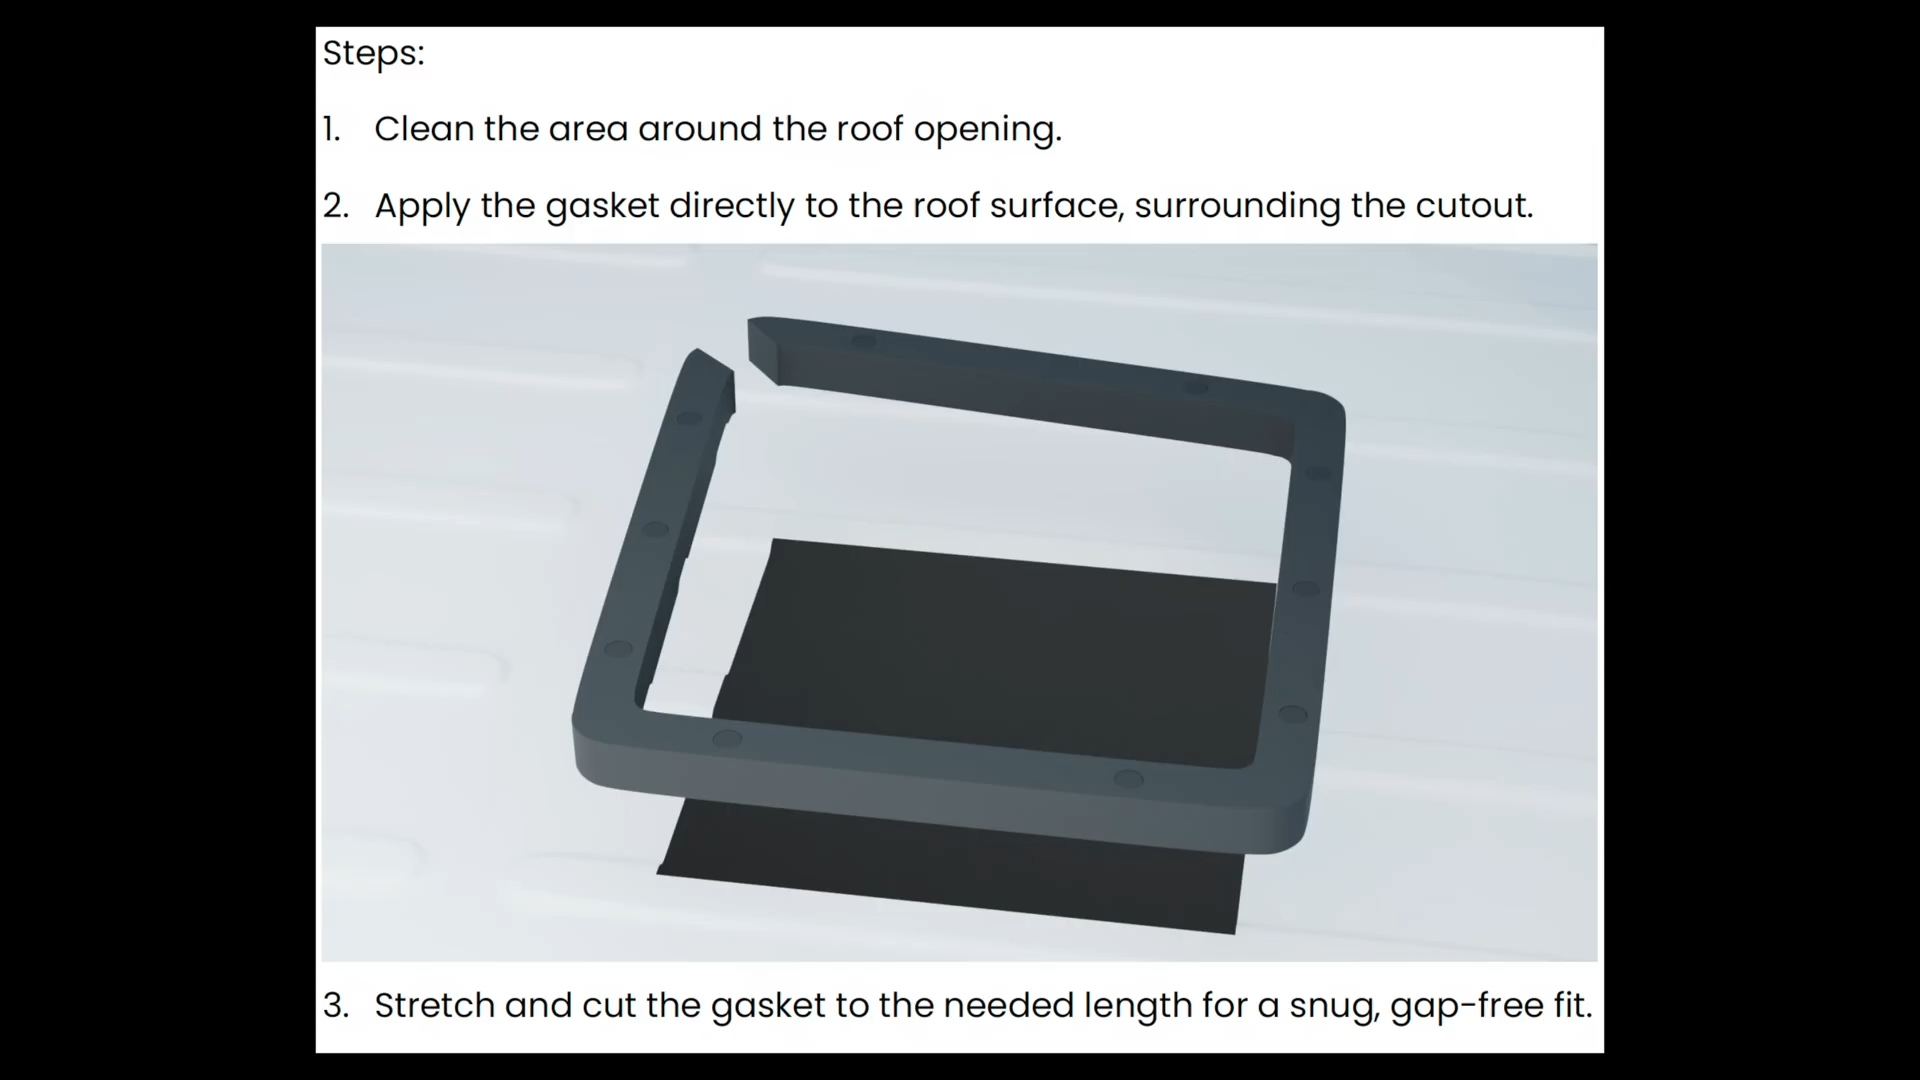 Steps:
1. Clean the area around the roof opening.
2. Apply the gasket directly to the roof surface, surrounding the cutout.
3. Stretch and cut the gasket to the needed length for a snug, gap-free fit.